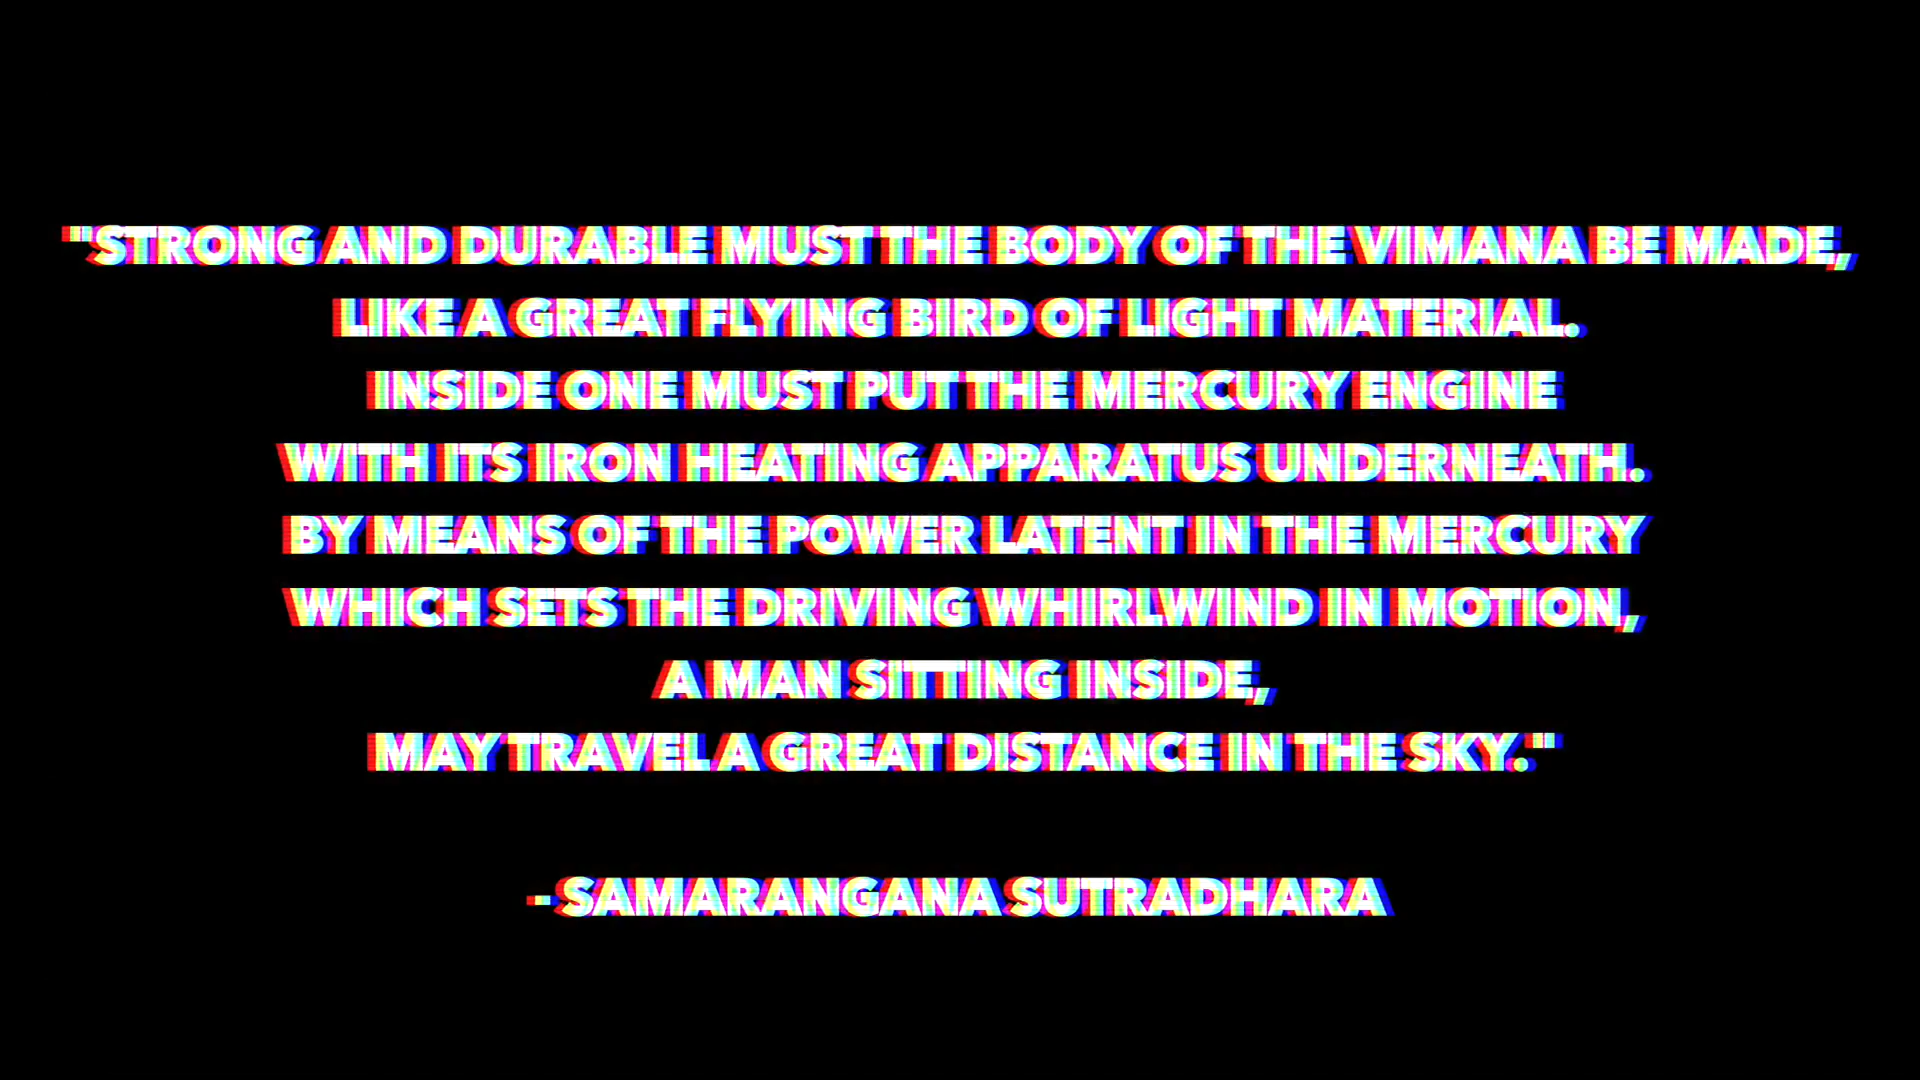 "STRONG AND DURABLE MUST THE BODY OF THE VIMANA BE MADE,
LIKE A GREAT FLYING BIRD OF LIGHT MATERIAL.
INSIDE ONE MUST PUT THE MERCURY ENGINE
WITH ITS IRON HEATING APPARATUS UNDERNEATH.
BY MEANS OF THE POWER LATENT IN THE MERCURY
WHICH SETS THE DRIVING WHIRLWIND IN MOTION,
A MAN SITTING INSIDE,
MAY TRAVEL A GREAT DISTANCE IN THE SKY."
- SAMARANGANA SUTRADHARA